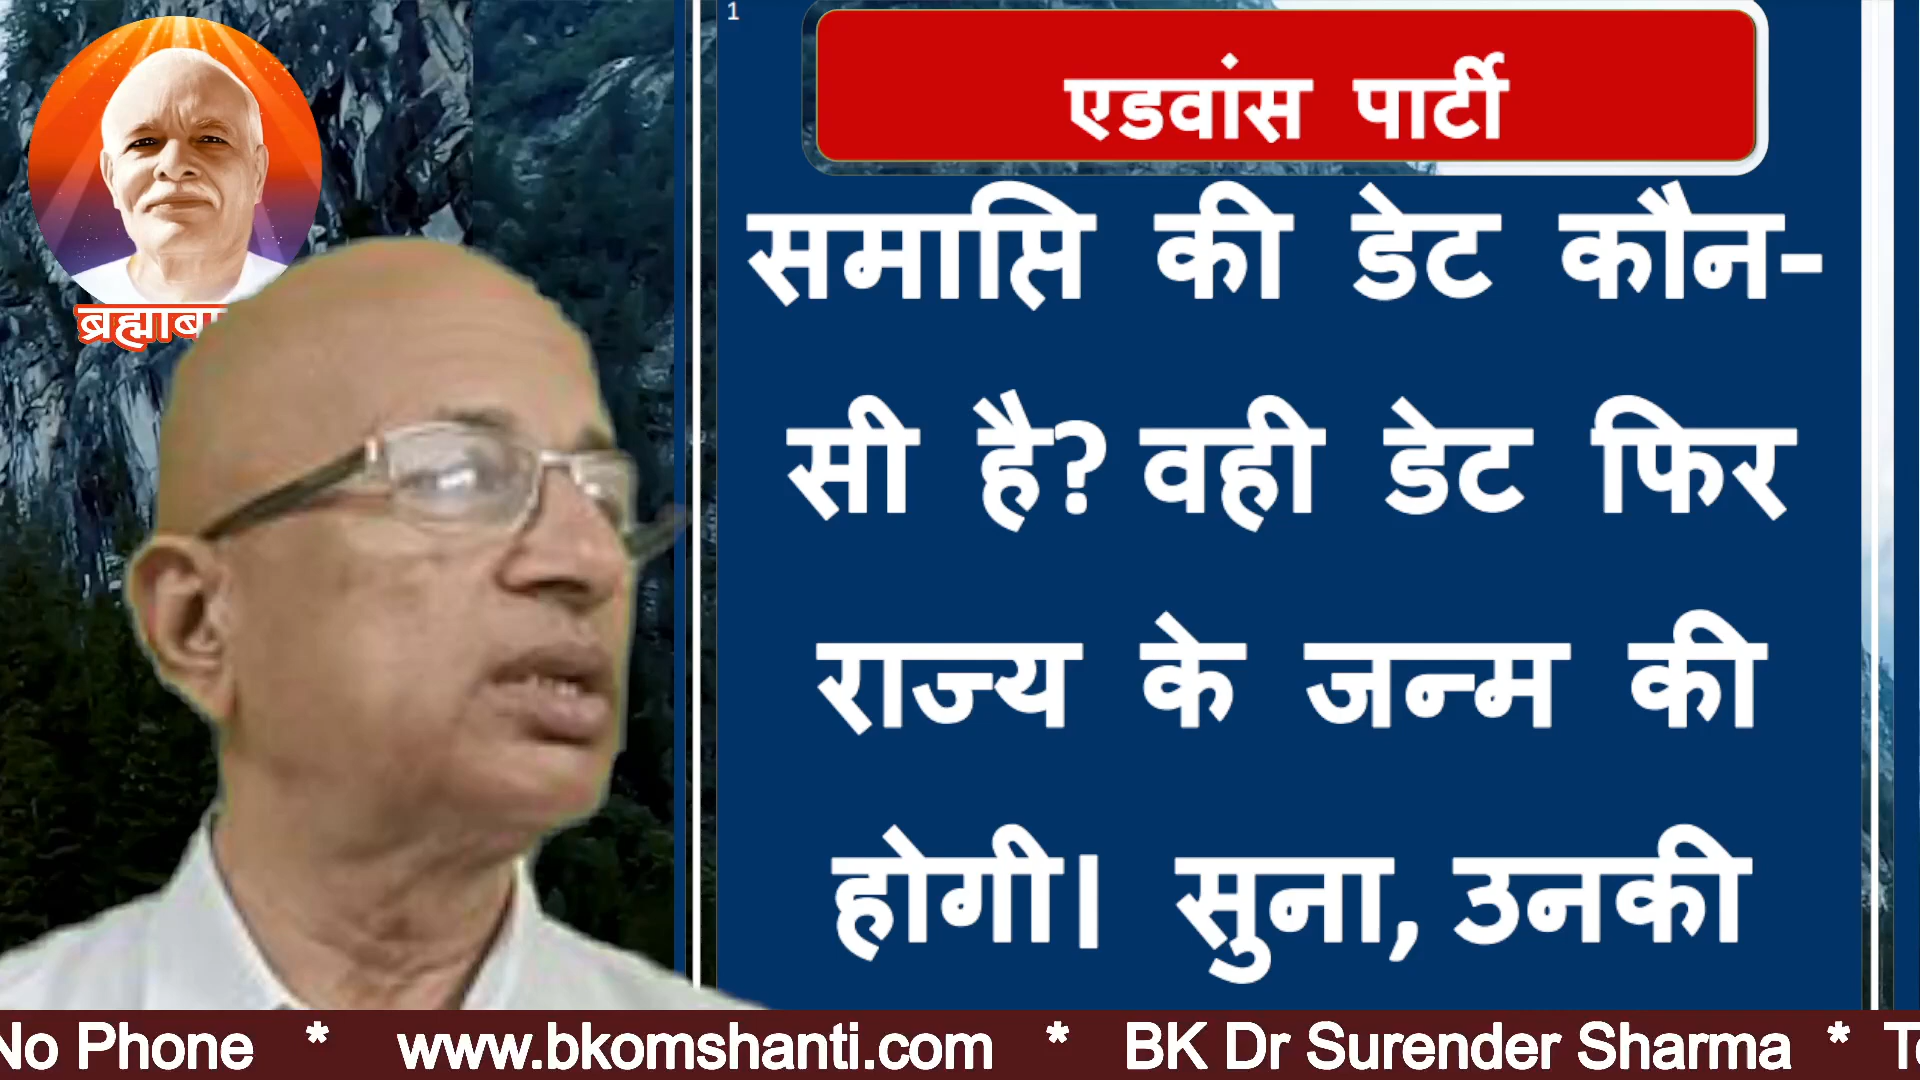 1
एडवांस पार्टी
समाप्ति की डेट कौन-
सी है? वही डेट फिर
राज्य के जन्म की
होगी। सुना, उनकी
No Phone * www.bkomshanti.com * BK Dr Surender Sharma *